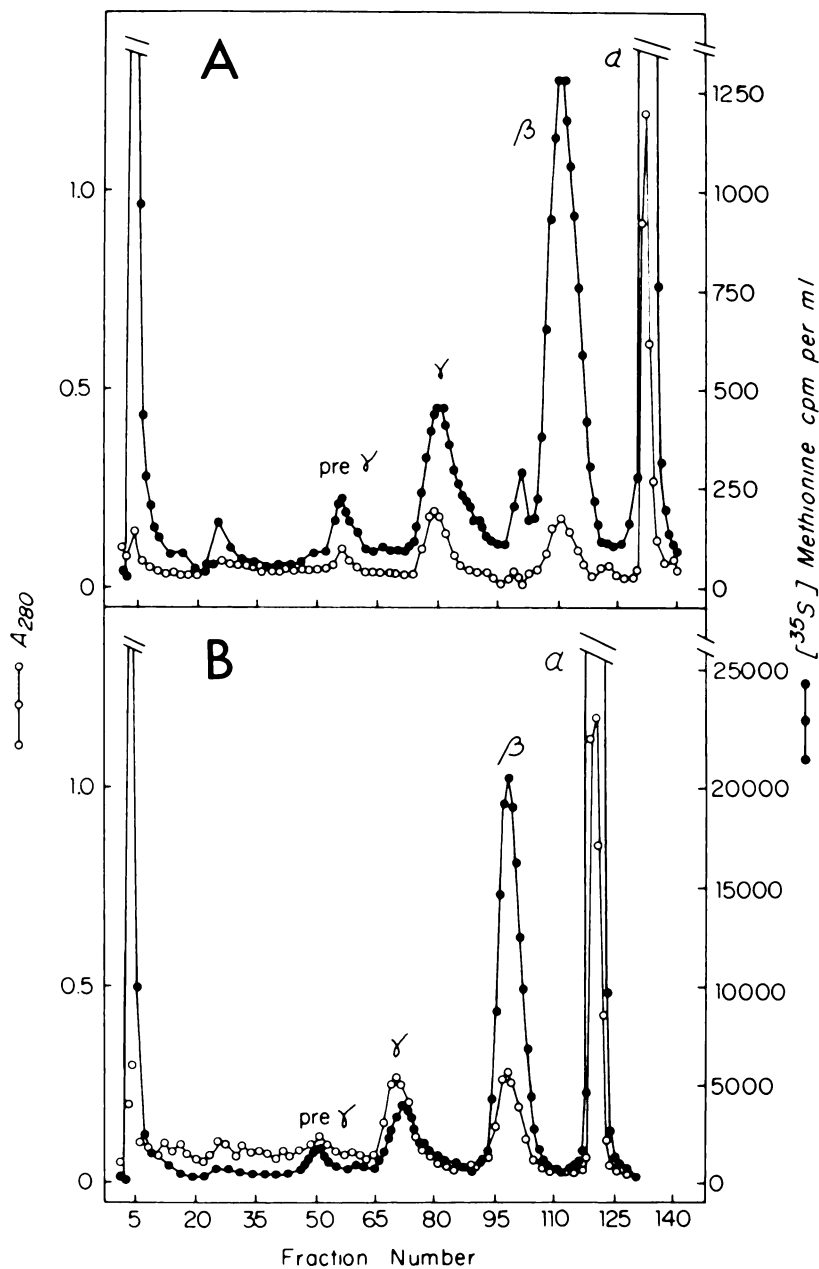 A
α
β
γ
pre γ
1250
1000
750
500
250
0
1.0
0.5
0
B
α
β
γ
pre γ
25000
20000
15000
10000
5000
0
1.0
0.5
0
A280
[35S] Methionine cpm per ml
5 20 35 50 65 80 95 110 125 140
Fraction Number